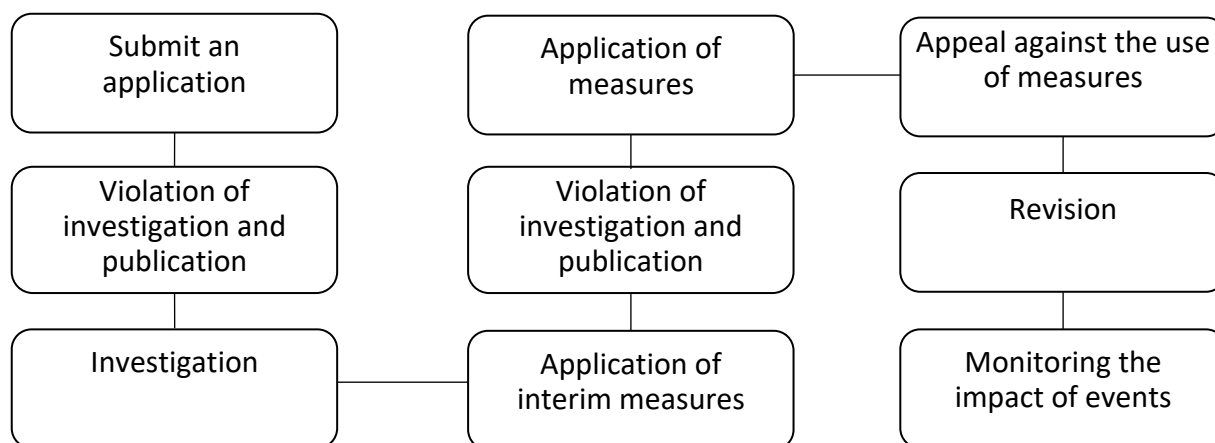 Submit an
application
Violation of
investigation and
publication
Investigation
Application of
measures
Violation of
investigation and
publication
Application of
interim measures
Appeal against the use
of measures
Revision
Monitoring the
impact of events